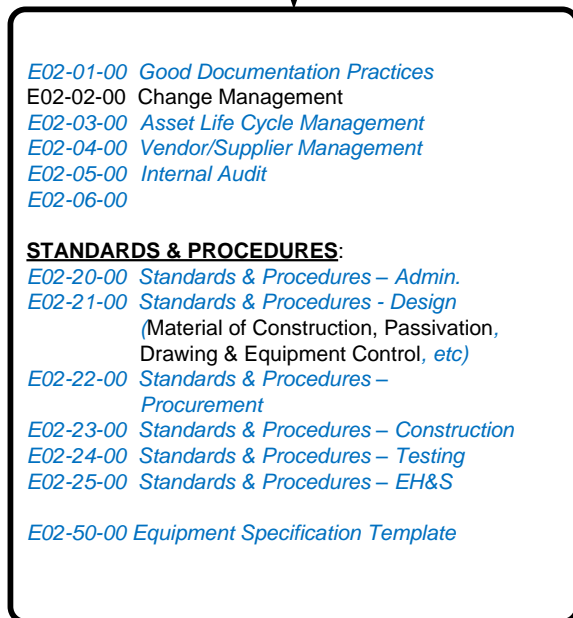 E02-01-00 Good Documentation Practices
E02-02-00 Change Management
E02-03-00 Asset Life Cycle Management
E02-04-00 Vendor/Supplier Management
E02-05-00 Internal Audit
E02-06-00
STANDARDS & PROCEDURES:
E02-20-00 Standards & Procedures – Admin.
E02-21-00 Standards & Procedures - Design
(Material of Construction, Passivation,
Drawing & Equipment Control, etc)
E02-22-00 Standards & Procedures –
Procurement
E02-23-00 Standards & Procedures – Construction
E02-24-00 Standards & Procedures – Testing
E02-25-00 Standards & Procedures – EH&S
E02-50-00 Equipment Specification Template